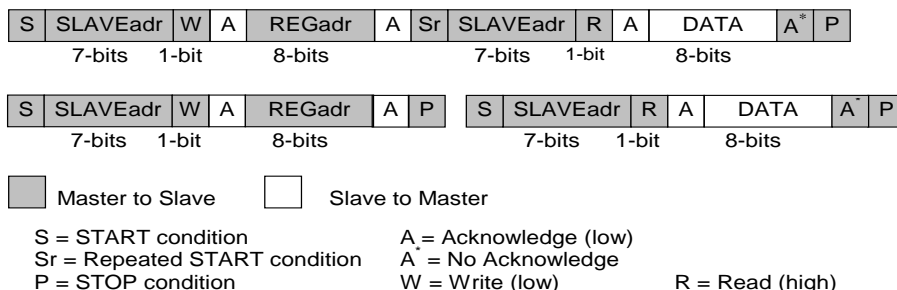 S SLAVEadr W A REGadr A Sr SLAVEadr R A DATA A* P
7-bits 1-bit 8-bits 7-bits 1-bit 8-bits
S SLAVEadr W A REGadr A P S SLAVEadr R A DATA A* P
7-bits 1-bit 8-bits 7-bits 1-bit 8-bits
Master to Slave Slave to Master
S = START condition A = Acknowledge (low)
Sr = Repeated START condition A* = No Acknowledge
P = STOP condition W = Write (low) R = Read (high)